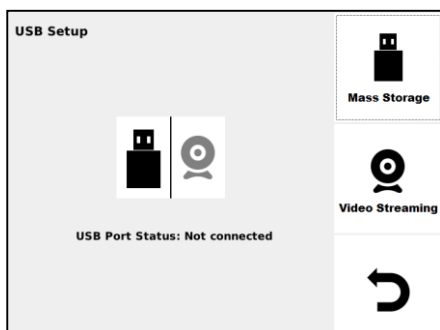 USB Setup
Mass Storage
Video Streaming
USB Port Status: Not connected